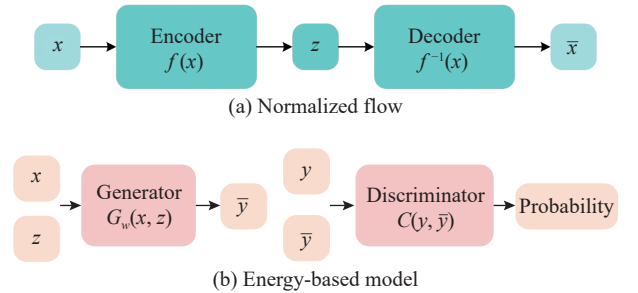 x
Encoder
f(x)
z
Decoder
f⁻¹(x)
x̅
(a) Normalized flow
x
z
Generator
G_w(x, z)
y̅
y
y̅
Discriminator
C(y, y̅)
Probability
(b) Energy-based model